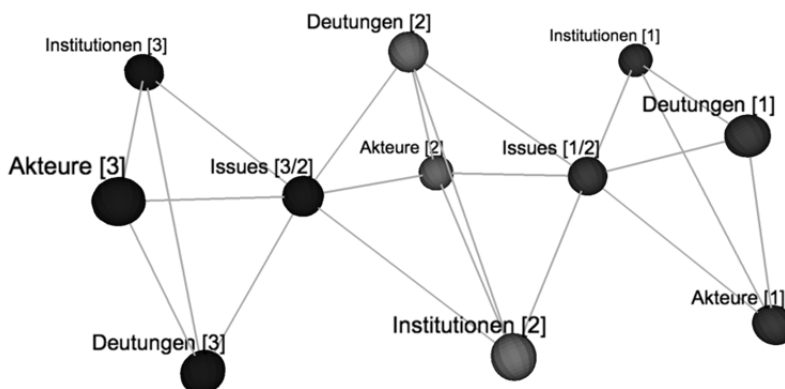 Deutungen [2]
Institutionen [3]
Institutionen [1]
Deutungen [1]
Akteure [3]
Issues [3/2]
Akteure [2]
Issues [1/2]
Akteure [1]
Institutionen [2]
Deutungen [3]